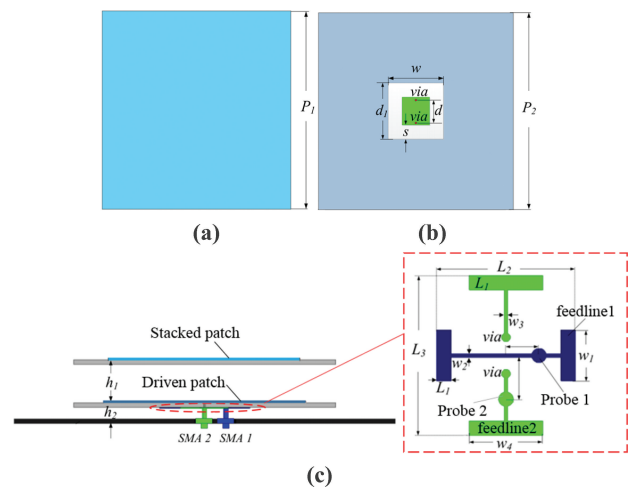 P1
(a)
w
via
d1
d
via
s
P2
(b)
Stacked patch
h1
Driven patch
h2
SMA 2
SMA 1
L2
L1
feedline1
w3
via
L3
w2
w1
via
L1
Probe 1
Probe 2
feedline2
w4
(c)